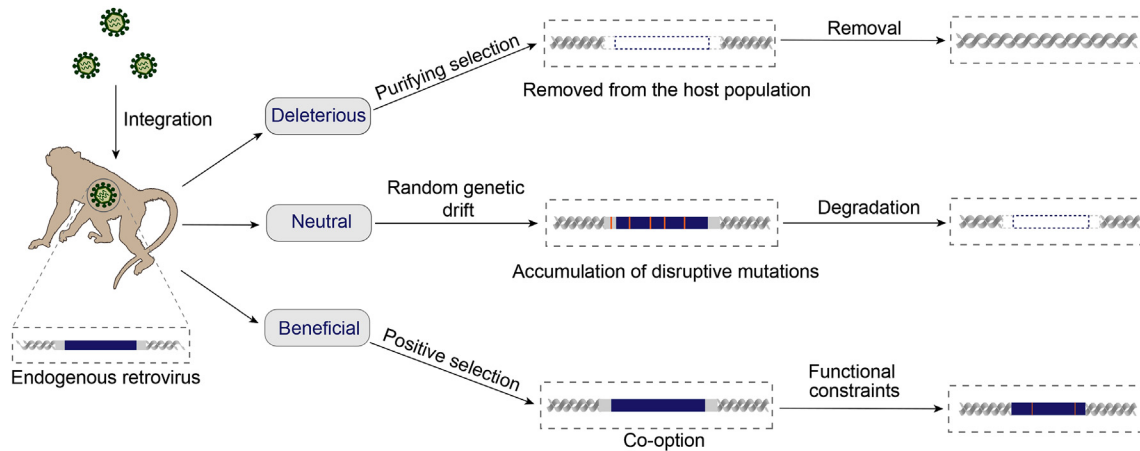 Integration
Endogenous retrovirus
Deleterious
Purifying selection
Removed from the host population
Removal
Neutral
Random genetic
drift
Accumulation of disruptive mutations
Degradation
Beneficial
Positive selection
Co-option
Functional
constraints